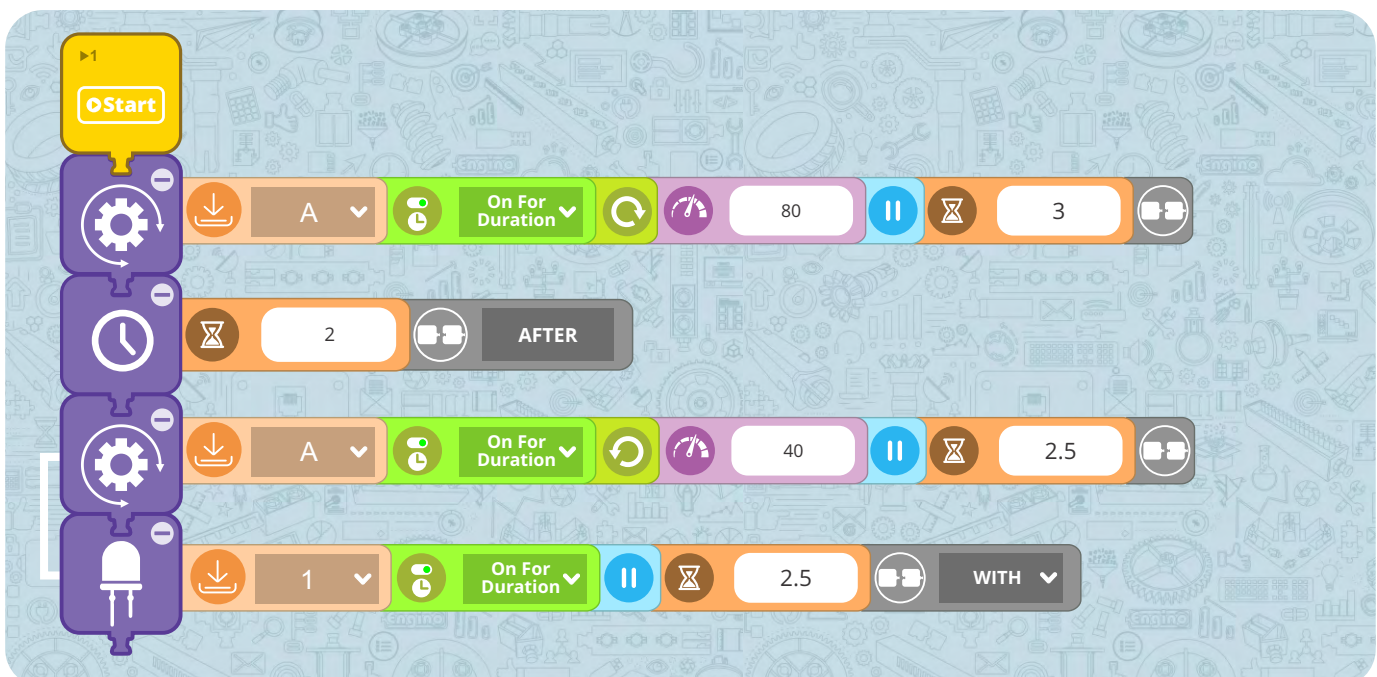 1
Start
A
On For
Duration
80
3
2
AFTER
A
On For
Duration
40
2.5
1
On For
Duration
2.5
WITH